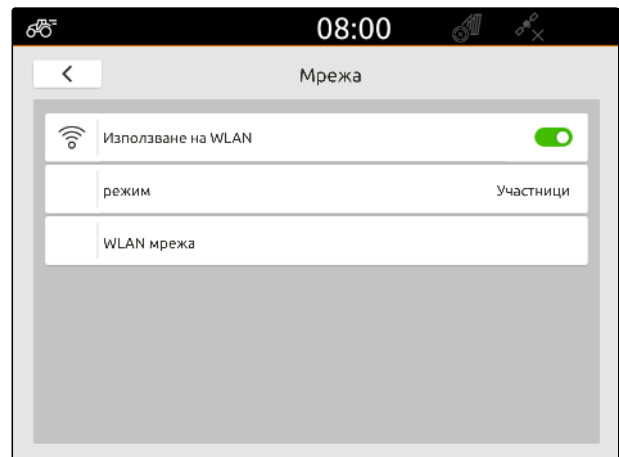 08:00
Мрежа
Използване на WLAN
режим Участници
WLAN мрежа